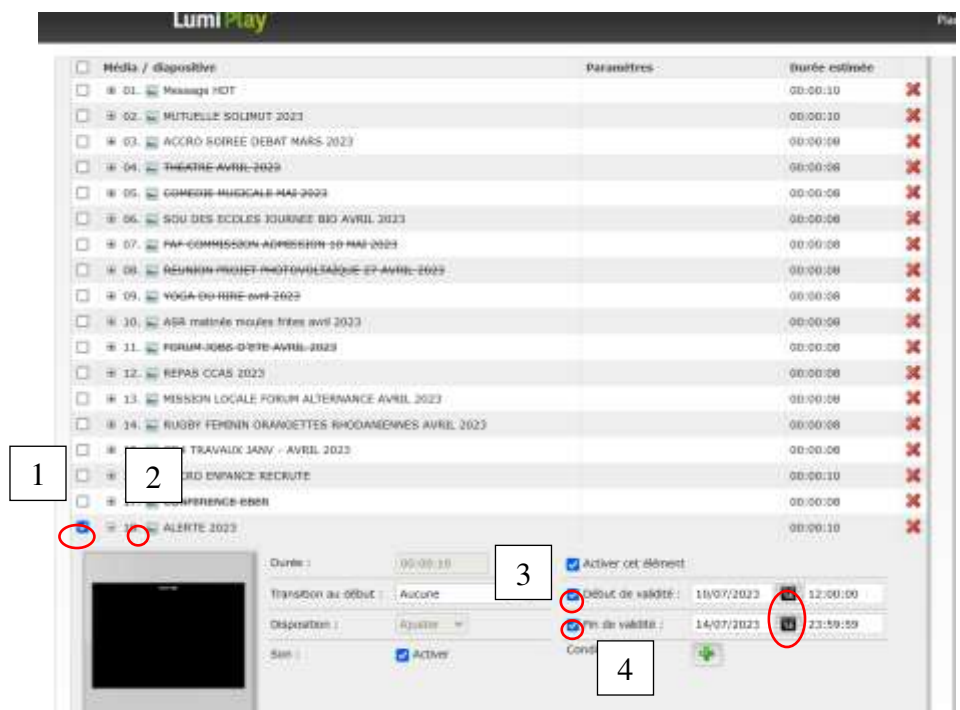 LumiPlay
Média / diapositive Paramètres Durée estimée
01. Message HOT 00:00:10
02. MUTUELLE SOLIMUT 2023 00:00:10
03. ACCRO SOIREE DEBAT MARS 2023 00:00:08
04. THEATRE AVRIL 2023 00:00:08
05. COMEDIE MUSICALE MAI 2023 00:00:08
06. SOU DES ECOLES JOURNEE BIO AVRIL 2023 00:00:08
07. PAF COMMISSION ADMISSION 10 MAI 2023 00:00:08
08. REUNION PROJET PHOTOVOLTAÏQUE 27 AVRIL 2023 00:00:08
09. YOGA DU RIRE avril 2023 00:00:08
10. ASR matinée moules frites avril 2023 00:00:08
11. FORUM JOBS D'ETE AVRIL 2023 00:00:08
12. REPAS CCAS 2023 00:00:08
13. MISSION LOCALE FORUM ALTERNANCE AVRIL 2023 00:00:08
14. RUGBY FEMININ ORANGETTES RHODANIENNES AVRIL 2023 00:00:08
TRAVAUX JANV - AVRIL 2023 00:00:08
1 2
ENFANCE RECRUTE 00:00:10
17. CONFERENCE EBER 00:00:08
18. ALERTE 2023 00:00:10
Durée : 00:00:10 3 Activer cet élément
Transition au début : Aucune Début de validité : 10/07/2023 12:00:00
Disposition : Ajuster Fin de validité : 14/07/2023 23:59:59
Son : Activer 4